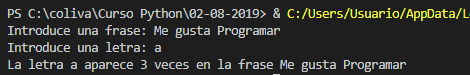 PS C:\coliva\Curso Python\02-08-2019> & C:/Users/Usuario/AppData/L
Introduce una frase: Me gusta Programar
Introduce una letra: a
La letra a aparece 3 veces en la frase Me gusta Programar